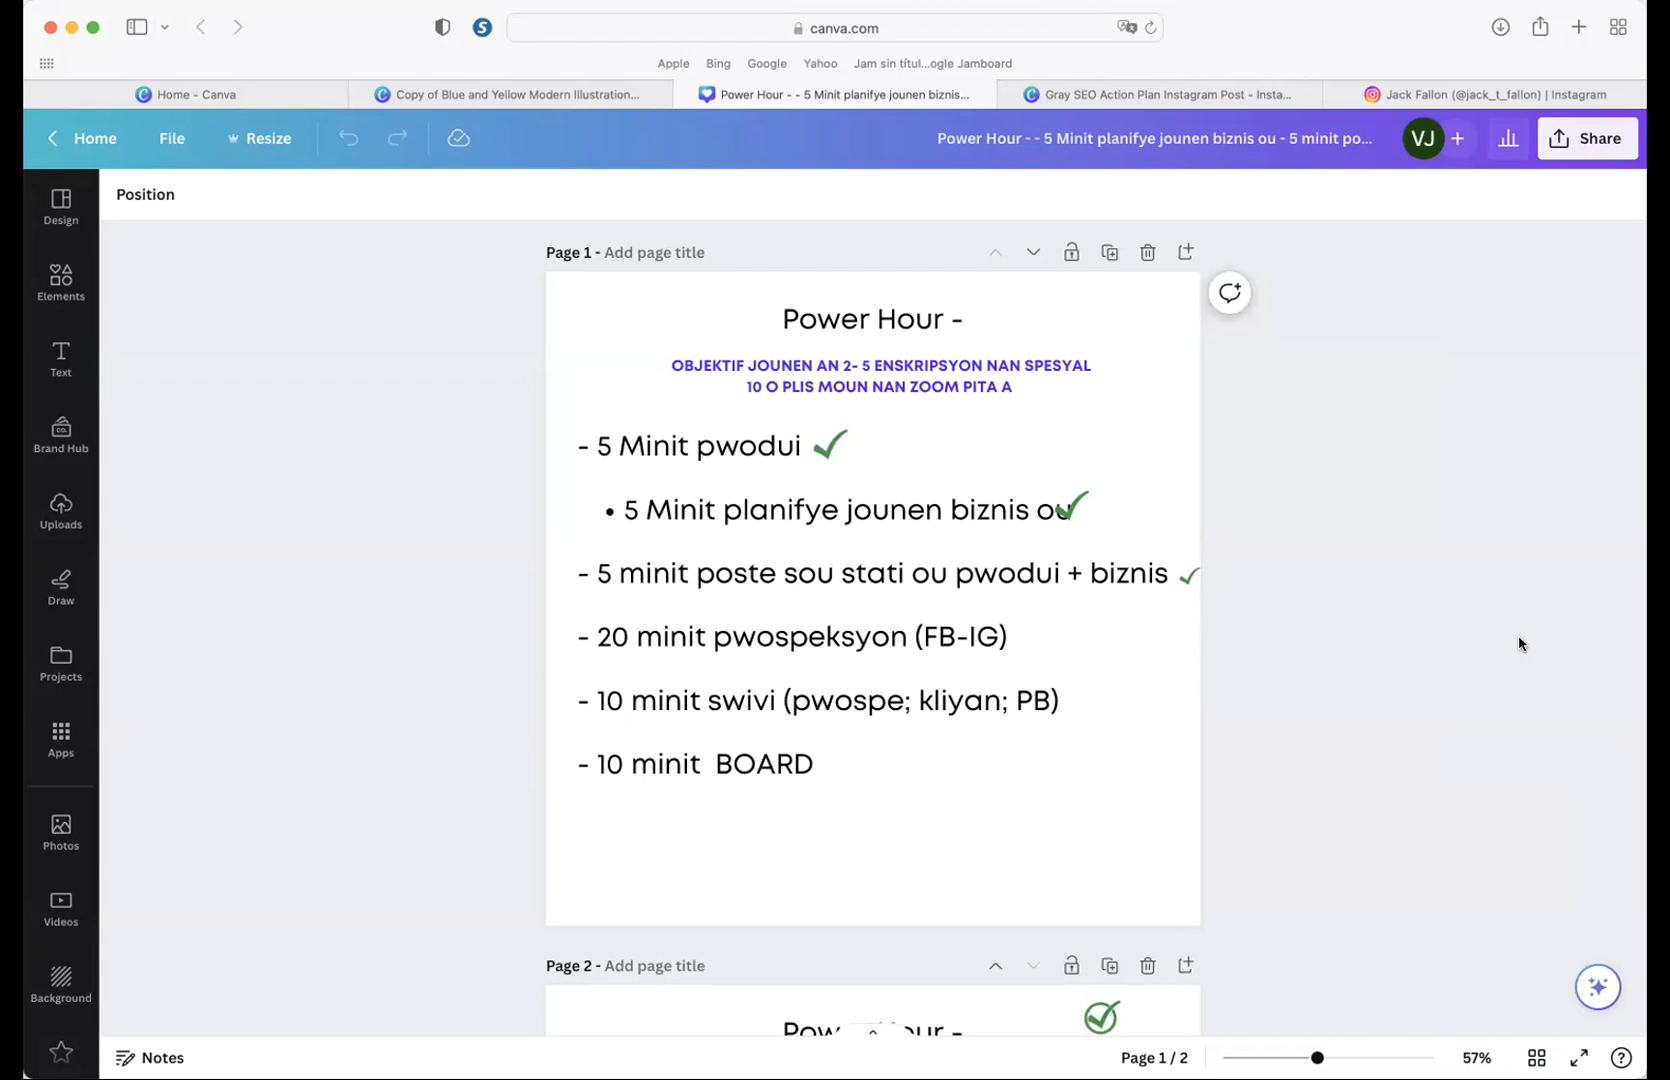 canva.com
Apple Bing Google Yahoo Jam sin títul...ogle Jamboard
Home - Canva
Copy of Blue and Yellow Modern Illustration...
Power Hour - - 5 Minit planifye jounen biznis...
Gray SEO Action Plan Instagram Post - Insta...
Jack Fallon (@jack_t_fallon) | Instagram
Home File Resize
Power Hour - - 5 Minit planifye jounen biznis ou - 5 minit po...
VJ
Share
Position
Design
Elements
Text
Brand Hub
Uploads
Draw
Projects
Apps
Photos
Videos
Background
Page 1 - Add page title
Power Hour -
OBJEKTIF JOUNEN AN 2- 5 ENSKRIPSYON NAN SPESYAL
10 O PLIS MOUN NAN ZOOM PITA A
- 5 Minit pwodui
• 5 Minit planifye jounen biznis ou
- 5 minit poste sou stati ou pwodui + biznis
- 20 minit pwospeksyon (FB-IG)
- 10 minit swivi (pwospe; kliyan; PB)
- 10 minit BOARD
Page 2 - Add page title
Notes
Page 1 / 2
57%